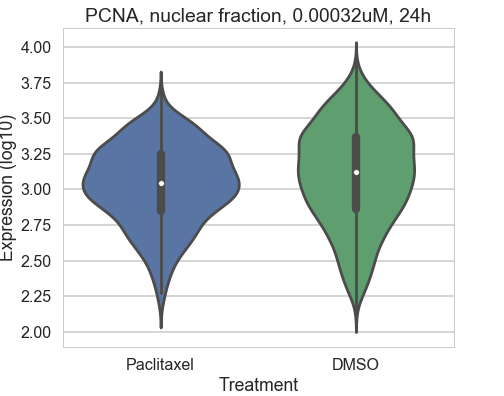 PCNA, nuclear fraction, 0.00032uM, 24h
Expression (log10)
4.00
3.75
3.50
3.25
3.00
2.75
2.50
2.25
2.00
Paclitaxel DMSO
Treatment